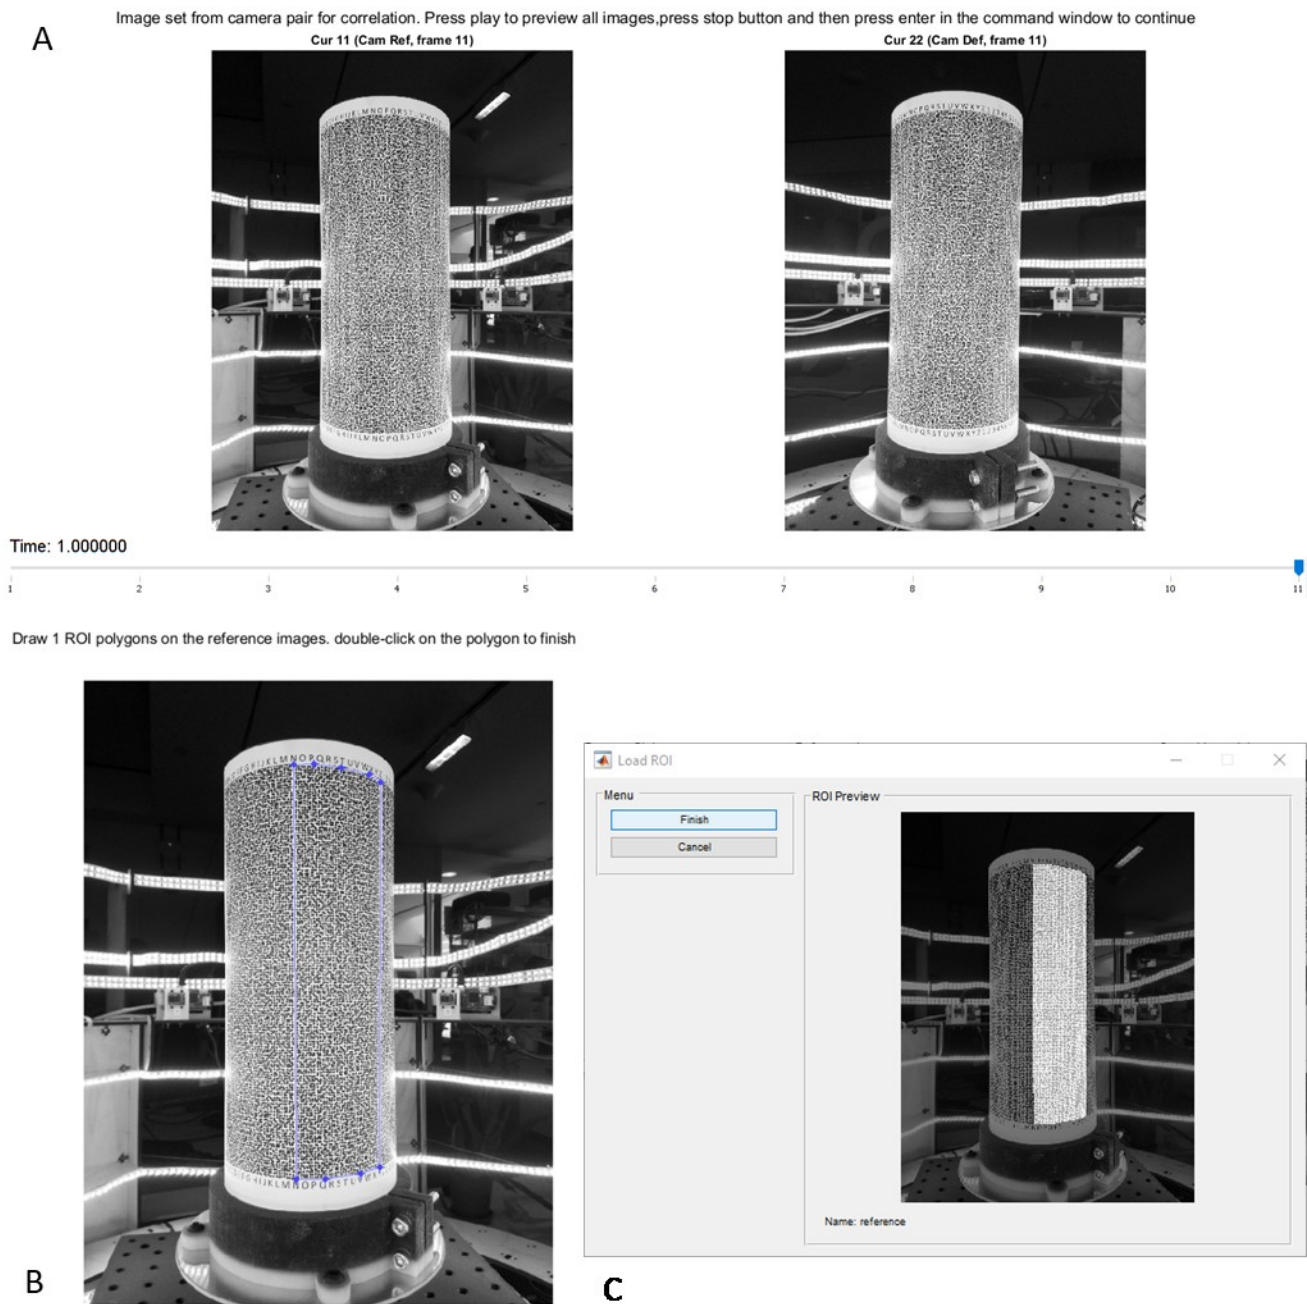 Image set from camera pair for correlation. Press play to preview all images,press stop button and then press enter in the command window to continue
A
Cur 11 (Cam Ref, frame 11)
Cur 22 (Cam Def, frame 11)
Time: 1.000000
1 2 3 4 5 6 7 8 9 10 11
Draw 1 ROI polygons on the reference images. double-click on the polygon to finish
Load ROI
Menu
Finish
Cancel
ROI Preview
Name: reference
B
C